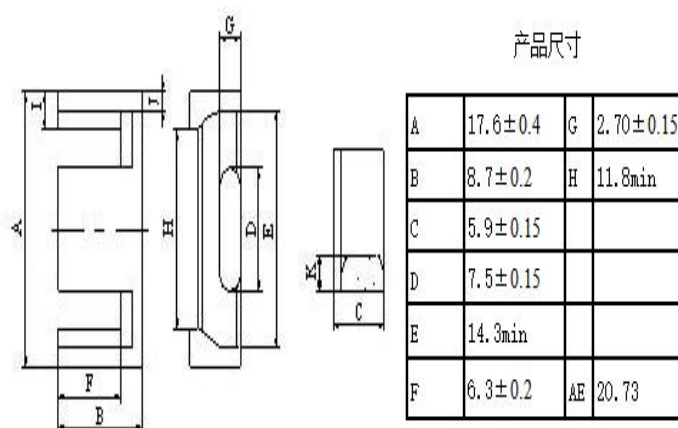 产品尺寸
G
I
J
A
H
D
E
K
C
F
B
A 17.6±0.4 G 2.70±0.15
B 8.7±0.2 H 11.8min
C 5.9±0.15
D 7.5±0.15
E 14.3min
F 6.3±0.2 AE 20.73